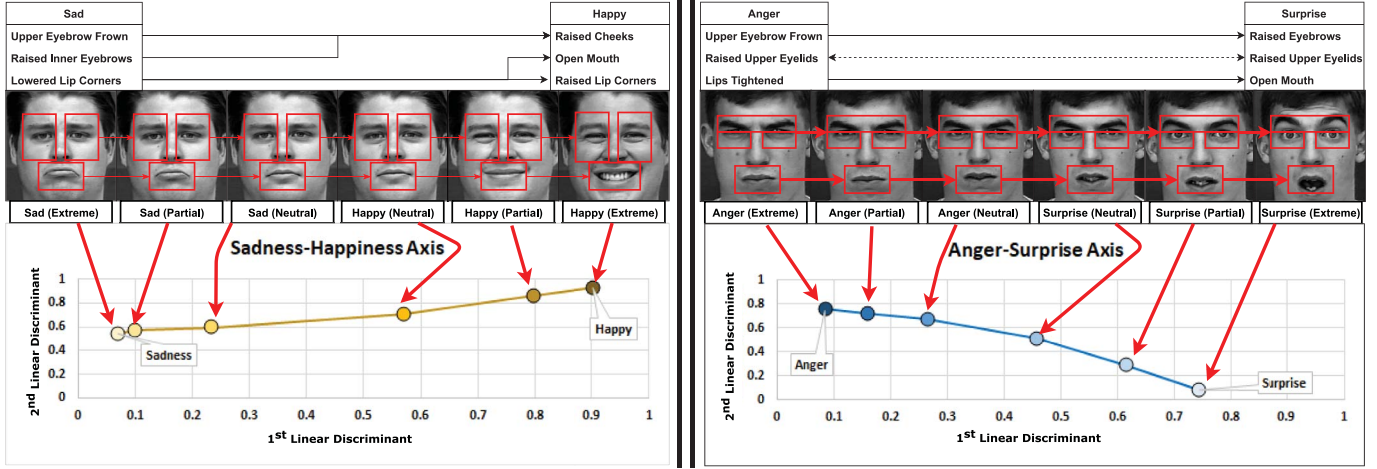 Sad
Happy
Upper Eyebrow Frown
Raised Cheeks
Raised Inner Eyebrows
Open Mouth
Lowered Lip Corners
Raised Lip Corners
Sad (Extreme)
Sad (Partial)
Sad (Neutral)
Happy (Neutral)
Happy (Partial)
Happy (Extreme)
Sadness-Happiness Axis
2nd Linear Discriminant
1
0.8
0.6
0.4
0.2
0
Sadness
Happy
0
0.1
0.2
0.3
0.4
0.5
0.6
0.7
0.8
0.9
1
1st Linear Discriminant
Anger
Surprise
Upper Eyebrow Frown
Raised Eyebrows
Raised Upper Eyelids
Raised Upper Eyelids
Lips Tightened
Open Mouth
Anger (Extreme)
Anger (Partial)
Anger (Neutral)
Surprise (Neutral)
Surprise (Partial)
Surprise (Extreme)
Anger-Surprise Axis
2nd Linear Discriminant
1
0.8
0.6
0.4
0.2
0
Anger
Surprise
0
0.1
0.2
0.3
0.4
0.5
0.6
0.7
0.8
0.9
1
1st Linear Discriminant